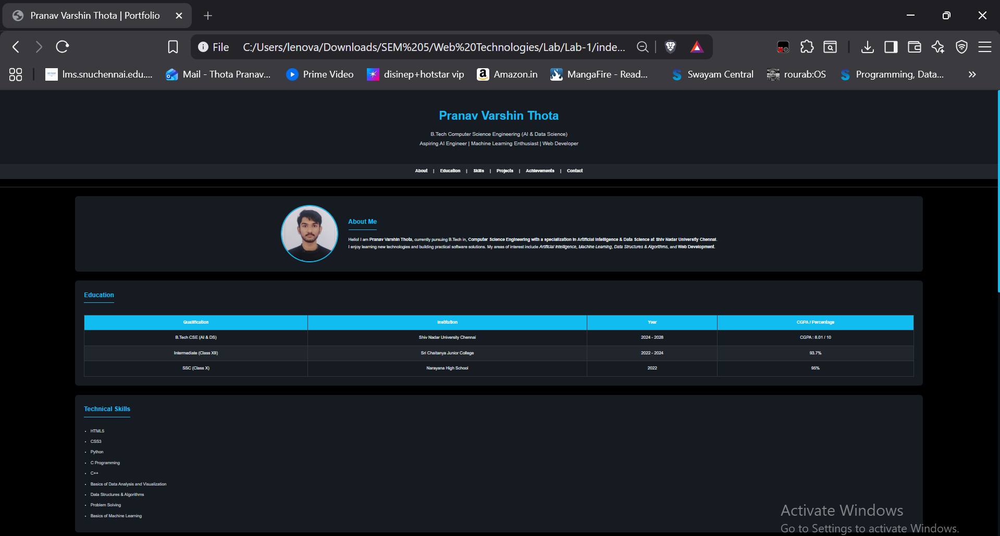 Pranav Varshin Thota | Portfolio
File C:/Users/lenova/Downloads/SEM%205/Web%20Technologies/Lab/Lab-1/inde...
lms.snuchennai.edu.... Mail - Thota Pranav... Prime Video disinep+hotstar vip Amazon.in MangaFire - Read... Swayam Central rourab:OS Programming, Data...
Pranav Varshin Thota
B.Tech Computer Science Engineering (AI & Data Science)
Aspiring AI Engineer | Machine Learning Enthusiast | Web Developer
About | Education | Skills | Projects | Achievements | Contact
About Me
Hello! I am Pranav Varshin Thota, currently pursuing B.Tech in, Computer Science Engineering with a specialization in Artificial Intelligence & Data Science at Shiv Nadar University Chennai.
I enjoy learning new technologies and building practical software solutions. My areas of interest include Artificial Intelligence, Machine Learning, Data Structures & Algorithms, and Web Development.
Education
Qualification Institution Year CGPA / Percentage
B.Tech CSE (AI & DS) Shiv Nadar University Chennai 2024 - 2028 CGPA : 8.01 / 10
Intermediate (Class XII) Sri Chaitanya Junior College 2022 - 2024 93.7%
SSC (Class X) Narayana High School 2022 95%
Technical Skills
• HTML5
• CSS3
• Python
• C Programming
• C++
• Basics of Data Analysis and Visualization
• Data Structures & Algorithms
• Problem Solving
• Basics of Machine Learning
Activate Windows
Go to Settings to activate Windows.